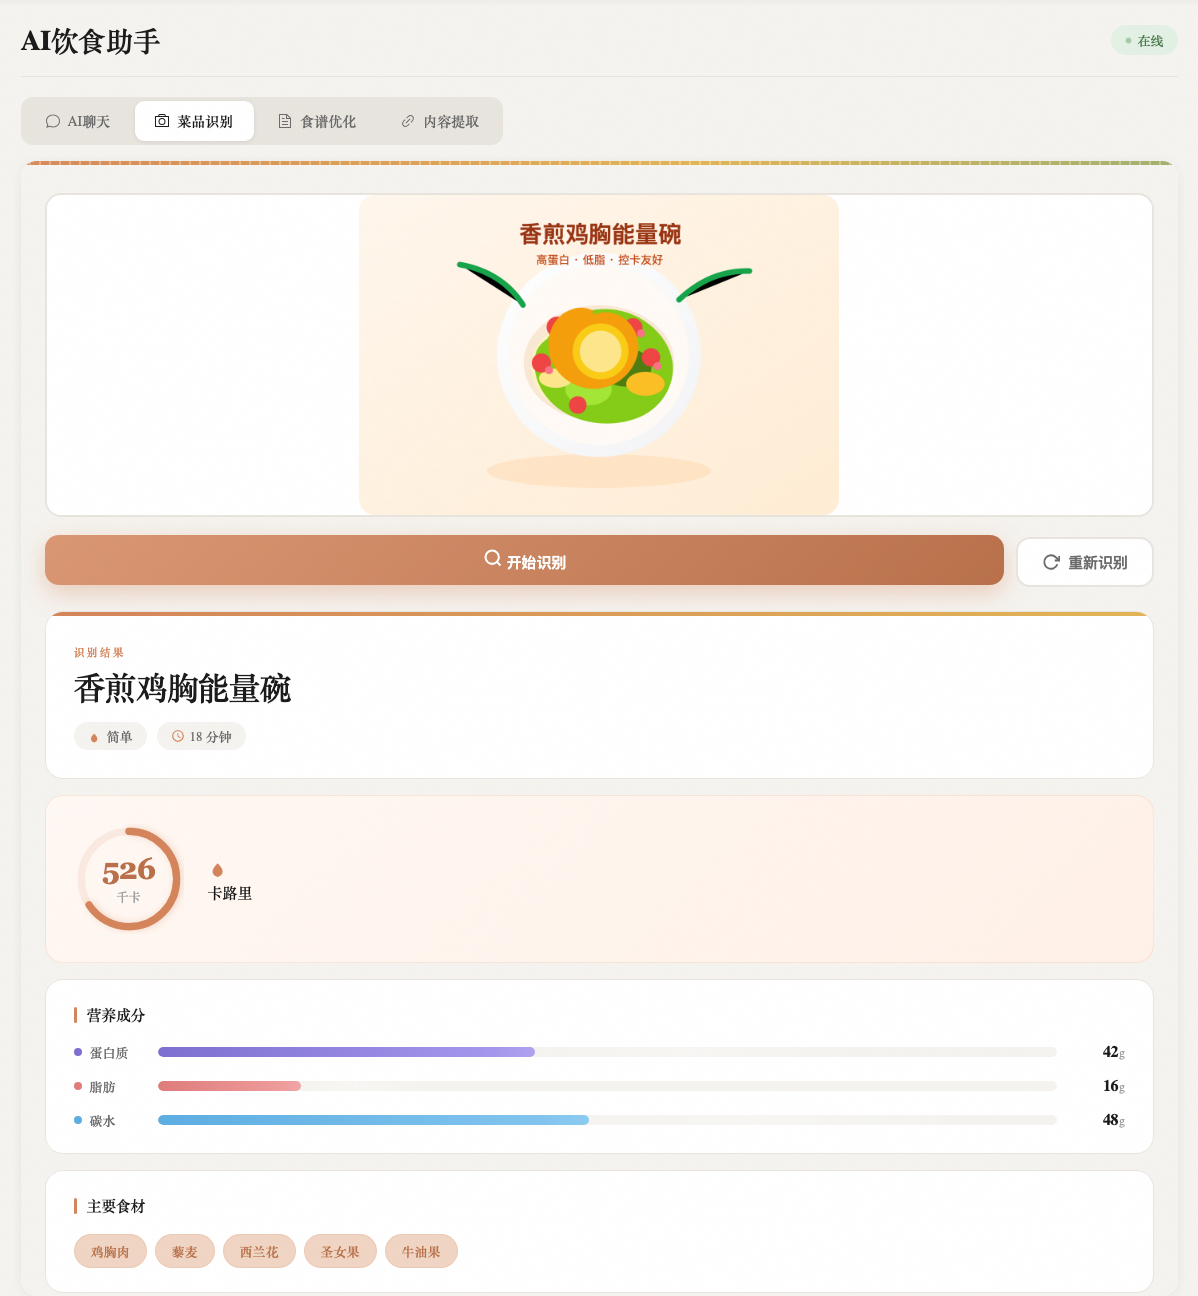 AI饮食助手
在线
AI聊天
菜品识别
食谱优化
内容提取
香煎鸡胸能量碗
高蛋白 · 低脂 · 控卡友好
开始识别
重新识别
识别结果
香煎鸡胸能量碗
简单
18 分钟
526
千卡
卡路里
营养成分
蛋白质
42g
脂肪
16g
碳水
48g
主要食材
鸡胸肉
藜麦
西兰花
圣女果
牛油果